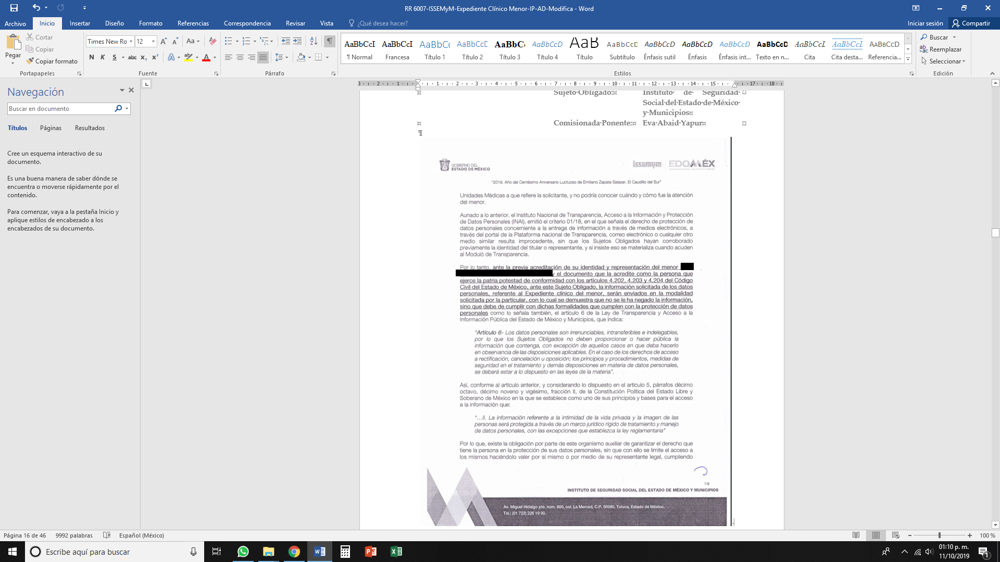 RR 6007-ISSEMyM-Expediente Clínico Menor-IP-AD-Modifica - Word
Archivo Inicio Insertar Diseño Formato Referencias Correspondencia Revisar Vista ¿Qué desea hacer? Iniciar sesión Compartir
Pegar
Cortar
Copiar
Copiar formato
Portapapeles
Times New Ro 12
N K S abc
Fuente
Párrafo
AaBbCcI AaBbCcI AaBbCc AaBbCcD AaBbCc AaBbCcD AaB AaBbCcD AaBbCcD AaBbCcD AaBbCcD AaBbCcD AaBbCcI AaBbCcI AaBbCcD
¶ Normal Francesa Título 1 Título 2 Título 3 Título 4 Título Subtítulo Énfasis sutil Énfasis Énfasis int... Texto en n... Cita Cita desta... Referencia...
Estilos
Buscar
Reemplazar
Seleccionar
Edición
Navegación
Buscar en documento
Títulos Páginas Resultados
Cree un esquema interactivo de su
documento.
Es una buena manera de saber dónde se
encuentra o moverse rápidamente por el
contenido.
Para comenzar, vaya a la pestaña Inicio y
aplique estilos de encabezado a los
encabezados de su documento.
3 2 1 1 2 3 4 5 6 7 8 9 10 11 12 13 14 15 17 18
Sujeto·Obligado:¤ Instituto· de· Seguridad·
Social·del·Estado·de·México·
y·Municipios¤
Comisionada·Ponente:¤ Eva·Abaid·Yapur¤
¶
GOBIERNO DEL
ESTADO DE MÉXICO
issemym EDOMÉX
"2019. Año del Centésimo Aniversario Luctuoso de Emiliano Zapata Salazar, El Caudillo del Sur"
Unidades Médicas a que refiere la solicitante, y no podría conocer cuándo y cómo fue la atención
del menor.
Aunado a lo anterior, el Instituto Nacional de Transparencia, Acceso a la Información y Protección
de Datos Personales (INAI), emitió el criterio 01/18, en el que señala el derecho de protección de
datos personales concerniente a la entrega de información a través de medios electrónicos, a
través del portal de la Plataforma nacional de Transparencia, correo electrónico o cualquier otro
medio similar resulta improcedente, sin que los Sujetos Obligados hayan corroborado
previamente la identidad del titular o representante, y si insiste eso se materializa cuando acuden
al Moduló de Transparencia.
Por lo tanto, ante la previa acreditación de su identidad y representación del menor
y el documento que la acredite como la persona que
ejerce la patria potestad de conformidad con los artículos 4.202, 4.203 y 4.204 del Código
Civil del Estado de México, ante este Sujeto Obligado, la información solicitada de los datos
personales, referente al Expediente clínico del menor, serán enviados en la modalidad
solicitada por la particular, con lo cual se demuestra que no se le ha negado la información,
sino que debe de cumplir con dichas formalidades que cumplen con la protección de datos
personales como lo señala también, el artículo 6 de la Ley de Transparencia y Acceso a la
Información Pública del Estado de México y Municipios, que indica:
"Artículo 6- Los datos personales son irrenunciables, intransferibles e indelegables,
por lo que los Sujetos Obligados no deben proporcionar o hacer pública la
información que contenga, con excepción de aquellos casos en que deba hacerlo
en observancia de las disposiciones aplicables. En el caso de los derechos de acceso
a rectificación, cancelación u oposición; los principios y procedimientos, medidas de
seguridad en el tratamiento y demás disposiciones en materia de datos personales,
se deberá estar a lo dispuesto en las leyes de la materia".
Así, conforme al artículo anterior, y considerando lo dispuesto en el artículo 5, párrafos décimo
octavo, décimo noveno y vigésimo, fracción II, de la Constitución Política del Estado Libre y
Soberano de México en la que se establece como uno de sus principios y bases para el acceso
a la información que:
"...II. La información referente a la intimidad de la vida privada y la imagen de las
personas será protegida a través de un marco jurídico rígido de tratamiento y manejo
de datos personales, con las excepciones que establezca la ley reglamentaria"
Por lo que, existe la obligación por parte de este organismo auxiliar de garantizar el derecho que
tiene la persona en la protección de sus datos personales, sin que con ello se limite el acceso a
los mismos haciéndolo valer por sí mismo o por medio de su representante legal, cumpliendo
7/9
INSTITUTO DE SEGURIDAD SOCIAL DEL ESTADO DE MÉXICO Y MUNICIPIOS
Av. Miguel Hidalgo pte. núm. 600, col. La Merced, C.P. 50080, Toluca, Estado de México.
Tel.: (01 722) 226 19 00.
Página 16 de 46 9992 palabras Español (México) 100 %
Escribe aquí para buscar
01:10 p. m.
11/10/2019
1